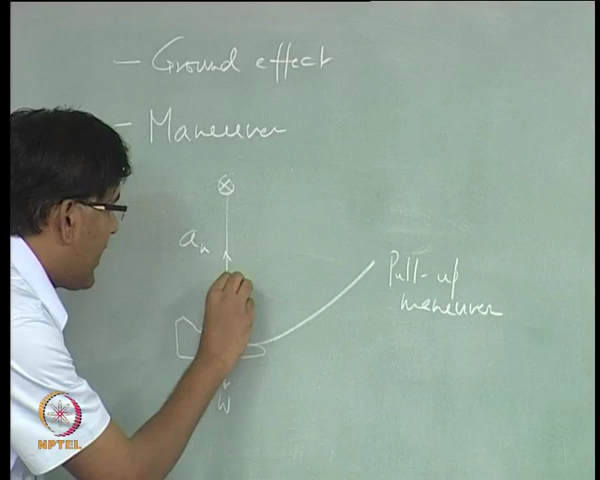 — Ground effect
— Maneuver
an
Pull-up
maneuver
W
NPTEL